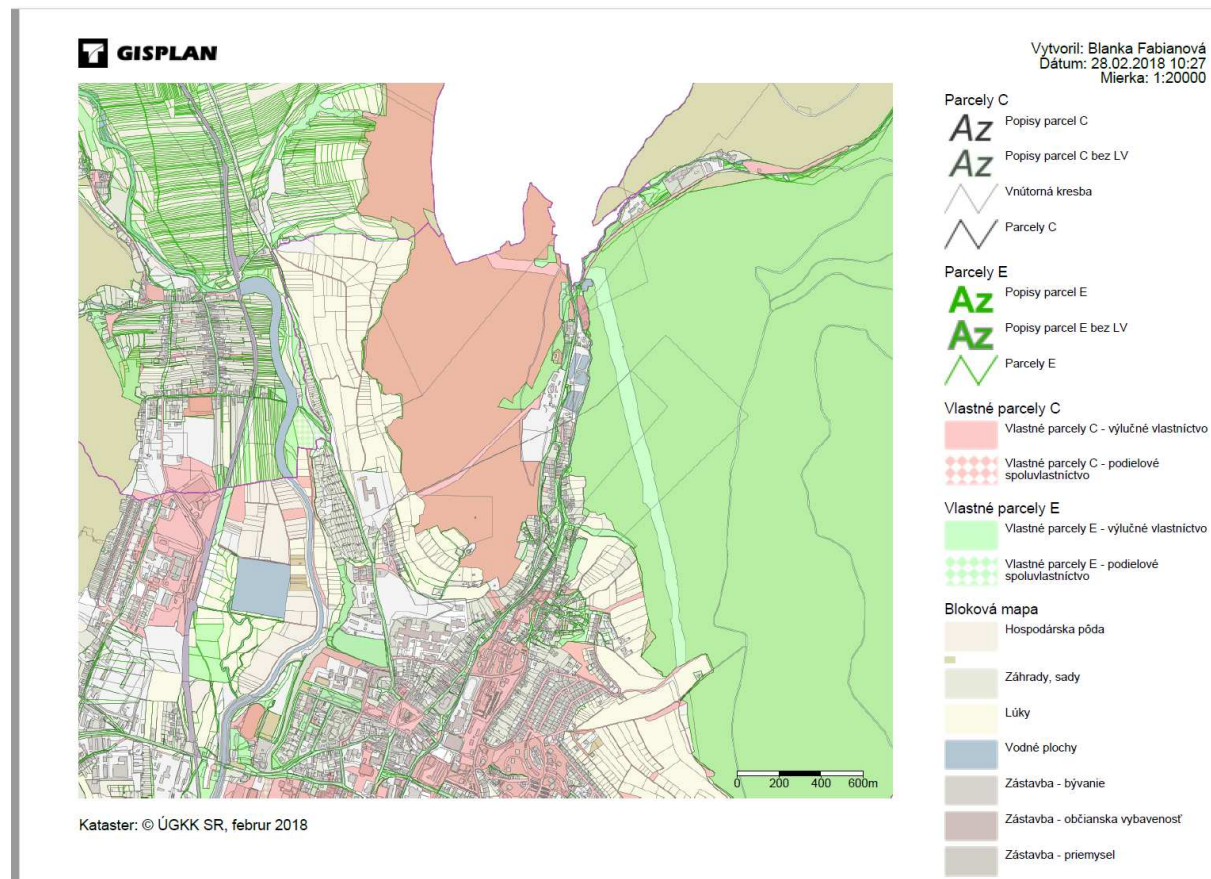 GISPLAN
Vytvoril: Blanka Fabianová
Dátum: 28.02.2018 10:27
Mierka: 1:20000
Parcely C
Az Popisy parcel C
Az Popisy parcel C bez LV
Vnútorná kresba
Parcely C
Parcely E
Az Popisy parcel E
Az Popisy parcel E bez LV
Parcely E
Vlastné parcely C
Vlastné parcely C - výlučné vlastníctvo
Vlastné parcely C - podielové
spoluvlastníctvo
Vlastné parcely E
Vlastné parcely E - výlučné vlastníctvo
Vlastné parcely E - podielové
spoluvlastníctvo
Bloková mapa
Hospodárska pôda
Záhrady, sady
Lúky
Vodné plochy
Zástavba - bývanie
Zástavba - občianska vybavenosť
Zástavba - priemysel
0 200 400 600m
Kataster: © ÚGKK SR, februr 2018